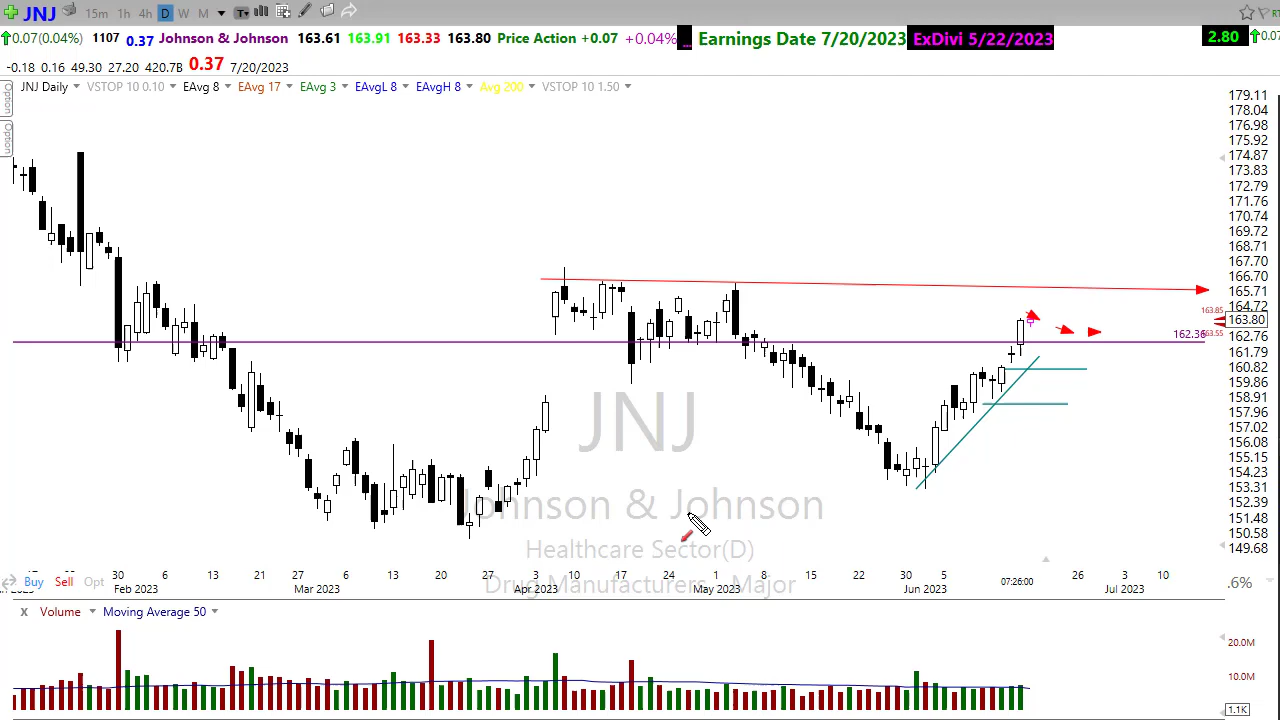 JNJ 15m 1h 4h D W M T
0.07(0.04%) 1107 0.37 Johnson & Johnson 163.61 163.91 163.33 163.80 Price Action +0.07 +0.04% ... Earnings Date 7/20/2023 ExDivi 5/22/2023 2.80 0.07
-0.18 0.16 49.30 27.20 420.7B 0.37 7/20/2023
JNJ Daily VSTOP 10 0.10 EAvg 8 EAvg 17 EAvg 3 EAvgL 8 EAvgH 8 Avg 200 VSTOP 10 1.50
Option
Option
179.11
178.04
176.98
175.92
174.87
173.83
172.79
171.76
170.74
169.72
168.71
167.70
166.70
165.71
164.72
163.85
163.80
163.55
162.36
162.76
161.79
160.82
159.86
158.91
157.96
157.02
156.08
155.15
154.23
153.31
152.39
151.48
150.58
149.68
JNJ
Johnson & Johnson
Healthcare Sector(D)
Drug Manufacturers - Major
30 6 13 21 27 6 13 20 27 3 10 17 24 1 8 15 22 30 5 07:26:00 26 3 10
Buy Sell Opt
Feb 2023 Mar 2023 Apr 2023 May 2023 Jun 2023 Jul 2023
.6%
X Volume Moving Average 50
20.0M
10.0M
1.1K